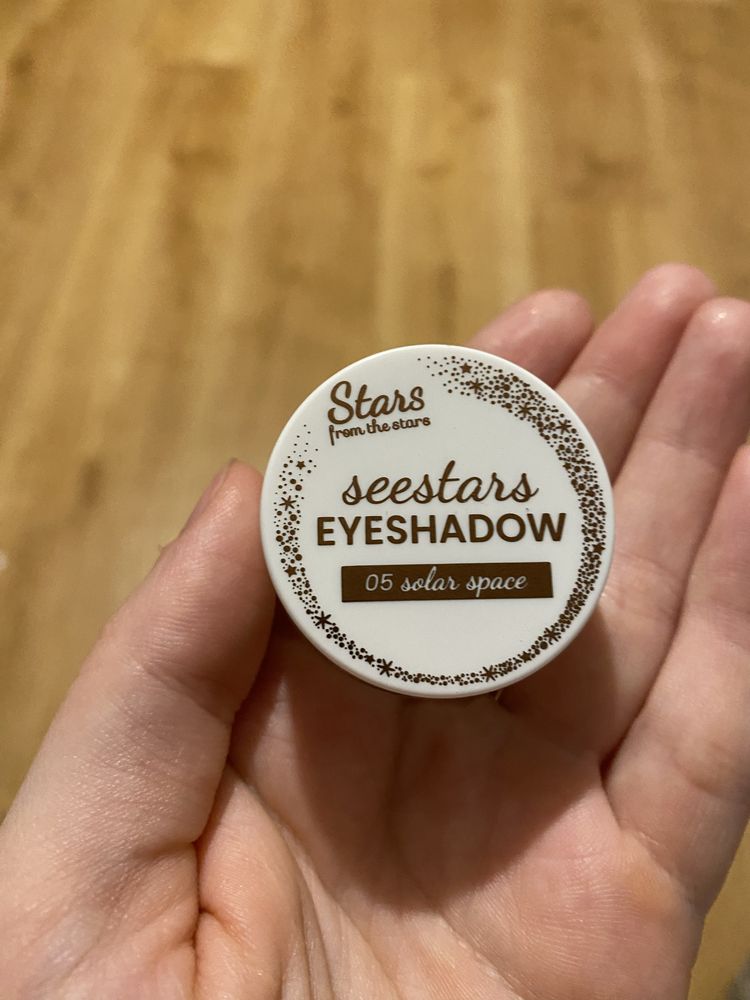 Stars
from the stars
seestars
EYESHADOW
05 solar space